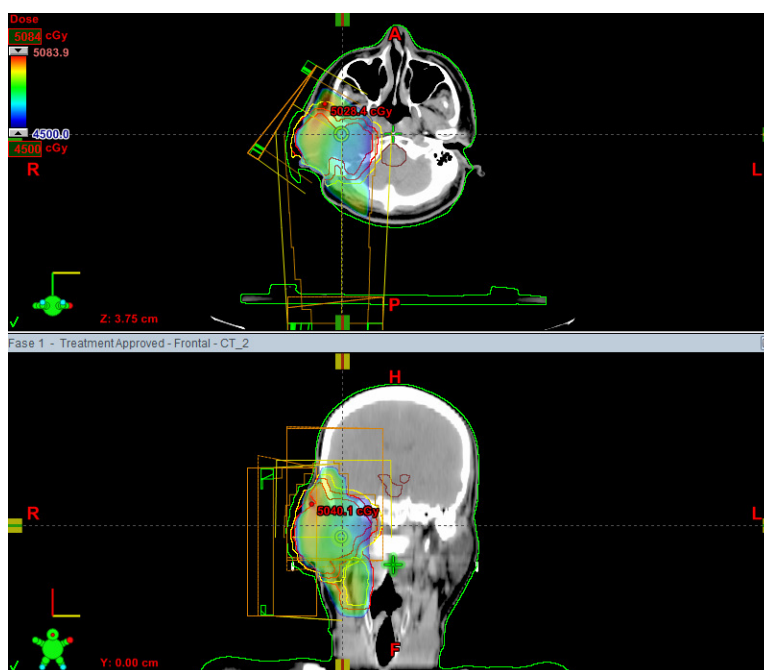 Dose
A
5084 cGy
5083.9
5028.4 cGy
4500.0
4500 cGy
R
L
P
Z: 3.75 cm
Fase 1 - Treatment Approved - Frontal - CT_2
H
R
5040.1 cGy
L
F
Y: 0.00 cm